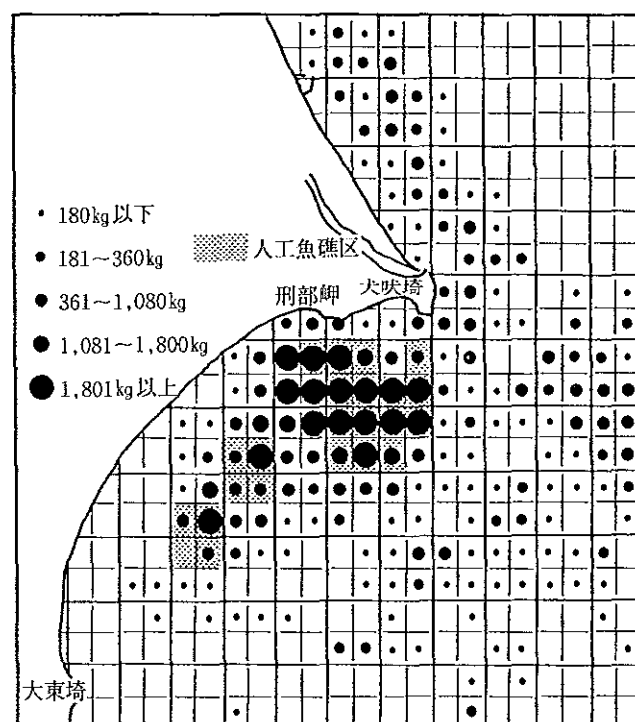 180kg以下
181～360kg
361～1,080kg
1,081～1,800kg
1,801kg以上
人工魚礁区
刑部岬
犬吠埼
大東埼